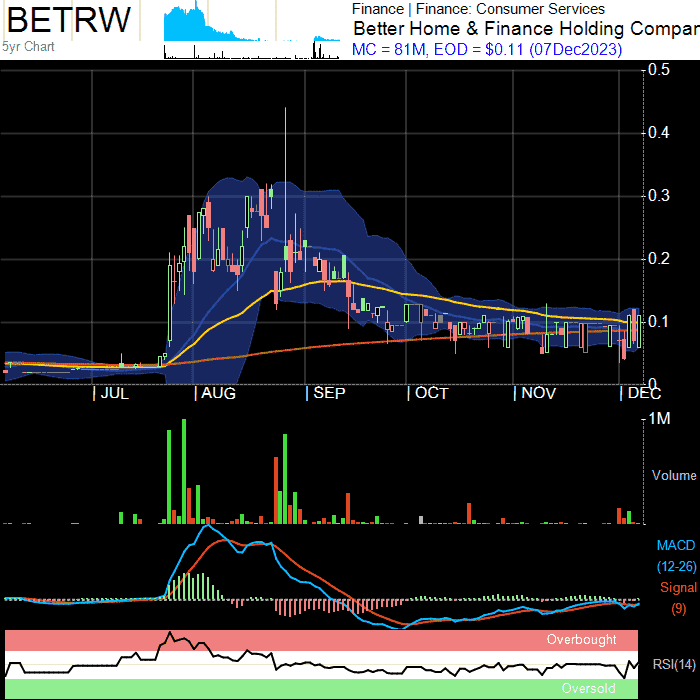 BETRW
5yr Chart
Finance | Finance: Consumer Services
Better Home & Finance Holding Compar
MC = 81M, EOD = $0.11 (07Dec2023)
0.5
0.4
0.3
0.2
0.1
0
| JUL | AUG | SEP | OCT | NOV | DEC
1M
Volume
MACD
(12-26)
Signal
(9)
Overbought
RSI(14)
Oversold